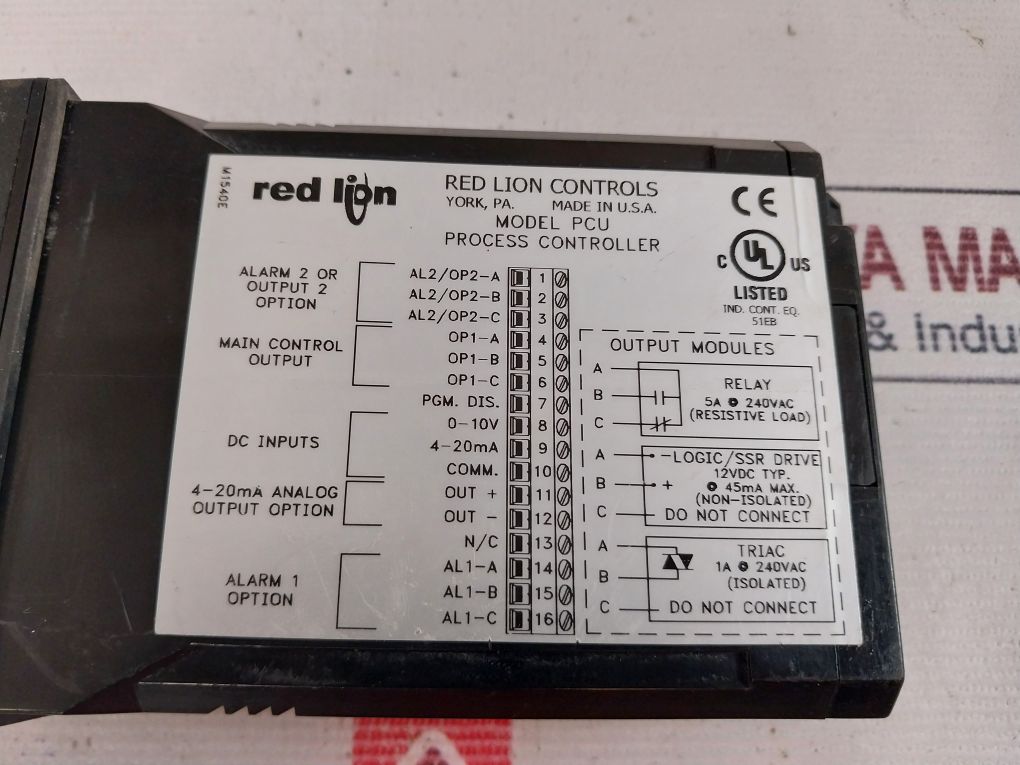 M1540E
red lion
RED LION CONTROLS
YORK, PA. MADE IN U.S.A.
MODEL PCU
PROCESS CONTROLLER
CE
C UL US
LISTED
IND. CONT. EQ.
51EB
ALARM 2 OR
OUTPUT 2
OPTION
AL2/OP2-A 1
AL2/OP2-B 2
AL2/OP2-C 3
MAIN CONTROL
OUTPUT
OP1-A 4
OP1-B 5
OP1-C 6
PGM. DIS. 7
DC INPUTS
0-10V 8
4-20mA 9
COMM. 10
4-20mA ANALOG
OUTPUT OPTION
OUT + 11
OUT - 12
N/C 13
ALARM 1
OPTION
AL1-A 14
AL1-B 15
AL1-C 16
OUTPUT MODULES
A
B
C
RELAY
5A @ 240VAC
(RESISTIVE LOAD)
A -LOGIC/SSR DRIVE
12VDC TYP.
B + @ 45mA MAX.
(NON-ISOLATED)
C DO NOT CONNECT
A
B
TRIAC
1A @ 240VAC
(ISOLATED)
C DO NOT CONNECT
MA
& indu